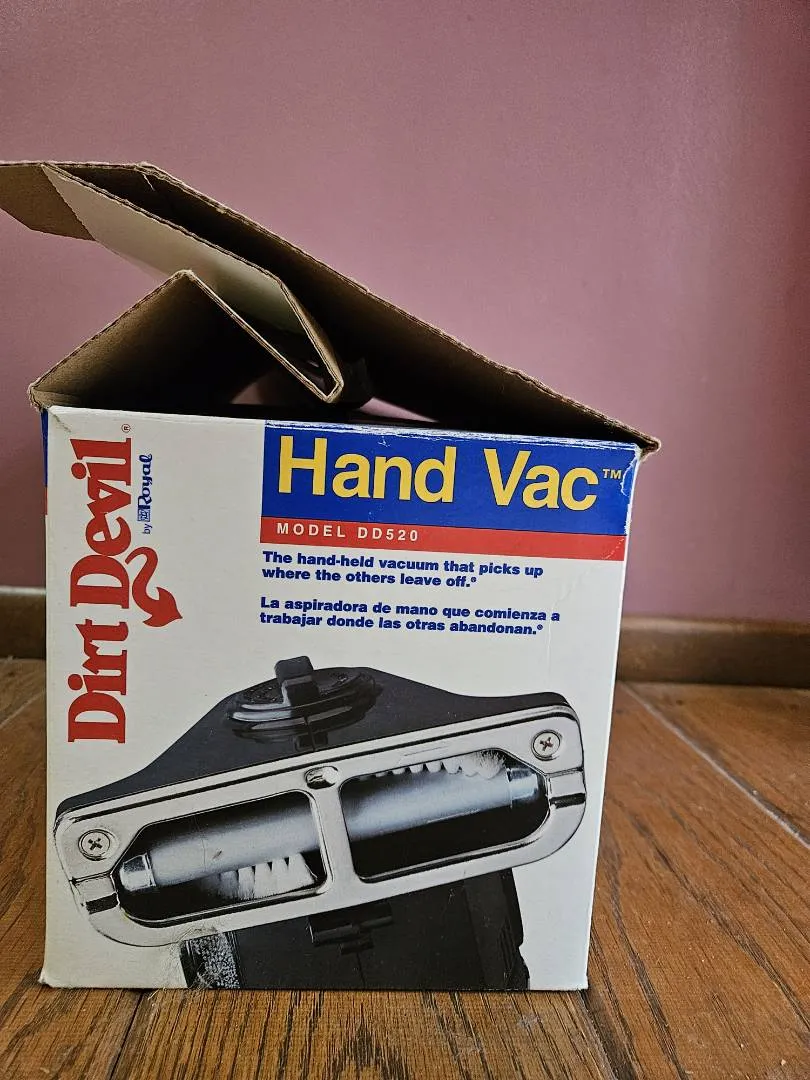 Dirt Devil®
by Royal
Hand Vac™
MODEL DD520
The hand-held vacuum that picks up
where the others leave off.®
La aspiradora de mano que comienza a
trabajar donde las otras abandonan.®